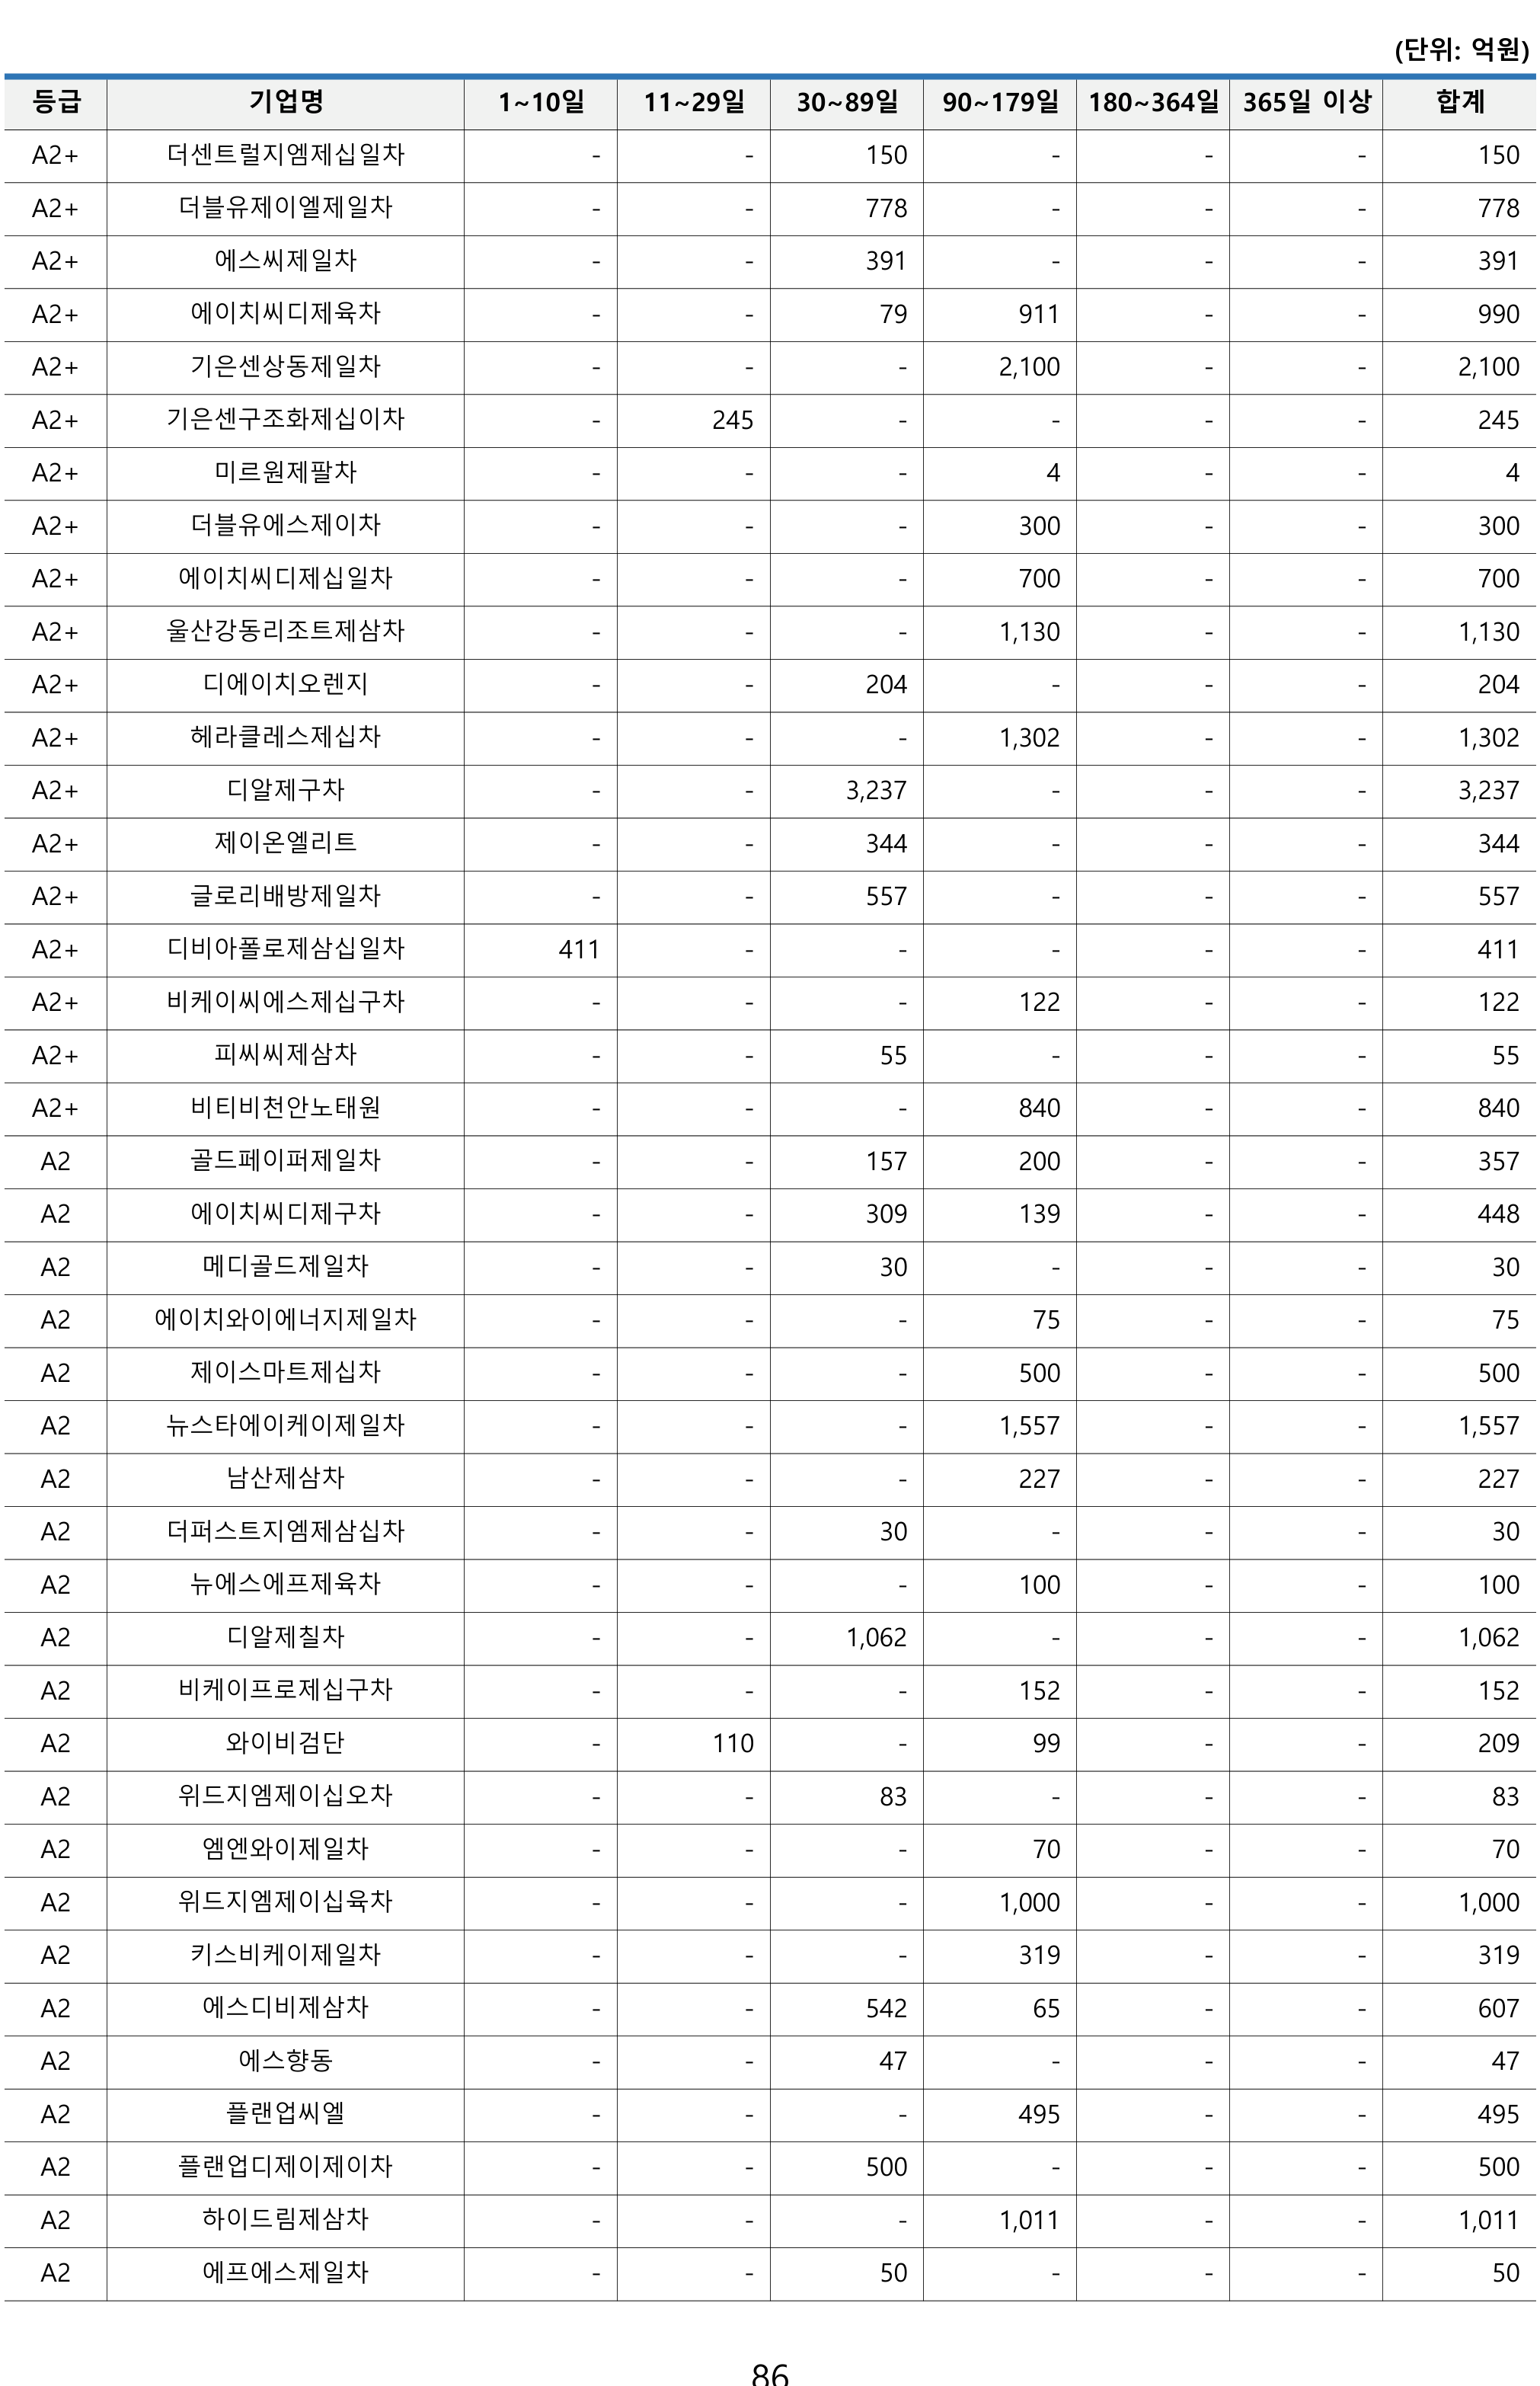 (단위: 억원)
등급 기업명 1~10일 11~29일 30~89일 90~179일 180~364일 365일 이상 합계
A2+ 더센트럴지엠제십일차 - - 150 - - - 150
A2+ 더블유제이엘제일차 - - 778 - - - 778
A2+ 에스씨제일차 - - 391 - - - 391
A2+ 에이치씨디제육차 - - 79 911 - - 990
A2+ 기은센상동제일차 - - - 2,100 - - 2,100
A2+ 기은센구조화제십이차 - 245 - - - - 245
A2+ 미르원제팔차 - - - 4 - - 4
A2+ 더블유에스제이차 - - - 300 - - 300
A2+ 에이치씨디제십일차 - - - 700 - - 700
A2+ 울산강동리조트제삼차 - - - 1,130 - - 1,130
A2+ 디에이치오렌지 - - 204 - - - 204
A2+ 헤라클레스제십차 - - - 1,302 - - 1,302
A2+ 디알제구차 - - 3,237 - - - 3,237
A2+ 제이온엘리트 - - 344 - - - 344
A2+ 글로리배방제일차 - - 557 - - - 557
A2+ 디비아폴로제삼십일차 411 - - - - - 411
A2+ 비케이씨에스제십구차 - - - 122 - - 122
A2+ 피씨씨제삼차 - - 55 - - - 55
A2+ 비티비천안노태원 - - - 840 - - 840
A2 골드페이퍼제일차 - - 157 200 - - 357
A2 에이치씨디제구차 - - 309 139 - - 448
A2 메디골드제일차 - - 30 - - - 30
A2 에이치와이에너지제일차 - - - 75 - - 75
A2 제이스마트제십차 - - - 500 - - 500
A2 뉴스타에이케이제일차 - - - 1,557 - - 1,557
A2 남산제삼차 - - - 227 - - 227
A2 더퍼스트지엠제삼십차 - - 30 - - - 30
A2 뉴에스에프제육차 - - - 100 - - 100
A2 디알제칠차 - - 1,062 - - - 1,062
A2 비케이프로제십구차 - - - 152 - - 152
A2 와이비검단 - 110 - 99 - - 209
A2 위드지엠제이십오차 - - 83 - - - 83
A2 엠엔와이제일차 - - - 70 - - 70
A2 위드지엠제이십육차 - - - 1,000 - - 1,000
A2 키스비케이제일차 - - - 319 - - 319
A2 에스디비제삼차 - - 542 65 - - 607
A2 에스향동 - - 47 - - - 47
A2 플랜업씨엘 - - - 495 - - 495
A2 플랜업디제이제이차 - - 500 - - - 500
A2 하이드림제삼차 - - - 1,011 - - 1,011
A2 에프에스제일차 - - 50 - - - 50
86